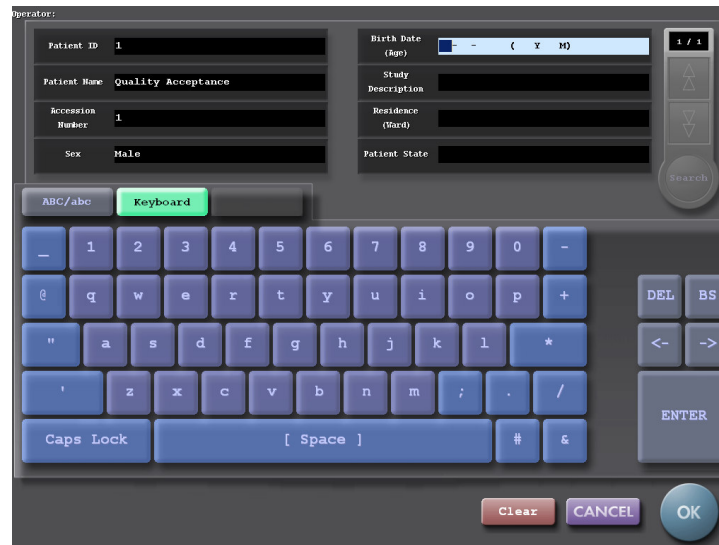 Operator:
Patient ID 1
Birth Date (Age) - - ( Y M)
1 / 1
Patient Name Quality Acceptance
Study Description
Accession Number 1
Residence (Ward)
Sex Male
Patient State
Search
ABC/abc Keyboard
_ 1 2 3 4 5 6 7 8 9 0 -
@ q w e r t y u i o p + DEL BS
" a s d f g h j k l * <- ->
' z x c v b n m ; . / ENTER
Caps Lock [ Space ] # &
Clear CANCEL OK